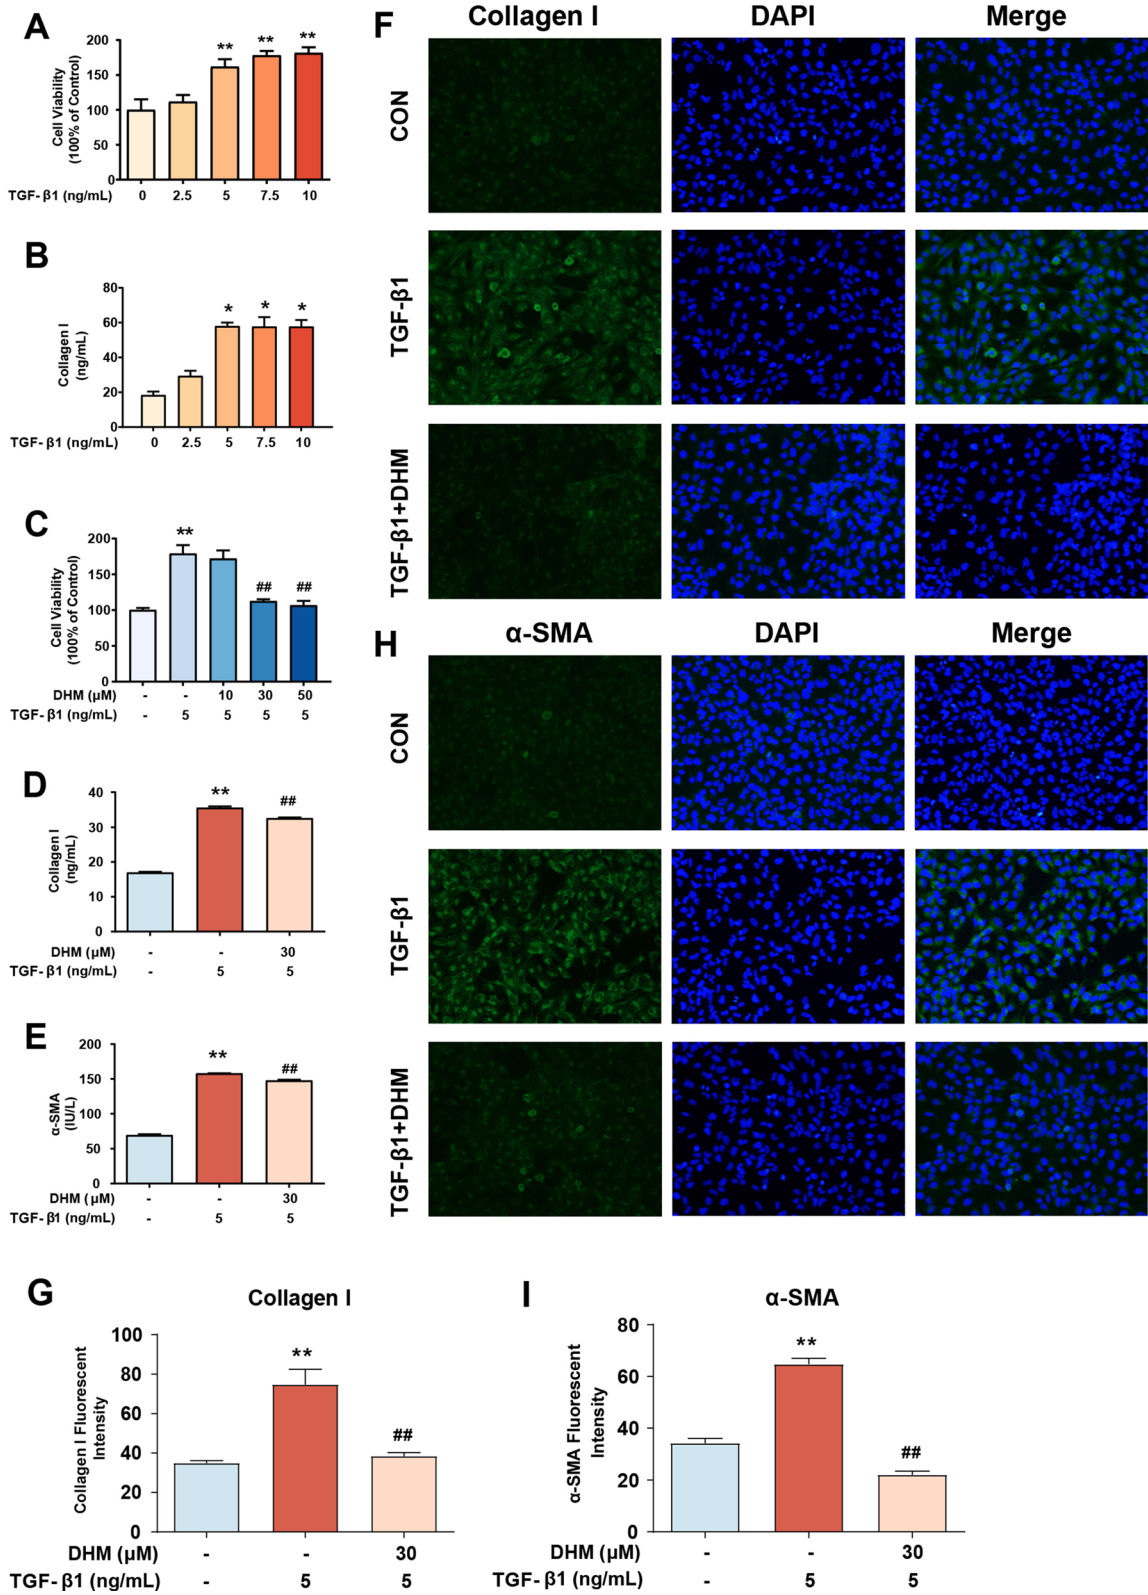 A
Cell Viability
(100% of Control)
200
150
100
50
0
** ** **
TGF-β1 (ng/mL) 0 2.5 5 7.5 10
B
Collagen I
(ng/mL)
80
60
40
20
0
* * *
TGF-β1 (ng/mL) 0 2.5 5 7.5 10
C
Cell Viability
(100% of Control)
200
150
100
50
0
** ## ##
DHM (μM) - - 10 30 50
TGF-β1 (ng/mL) - 5 5 5 5
D
Collagen I
(ng/mL)
40
30
20
10
0
** ##
DHM (μM) - - 30
TGF-β1 (ng/mL) - 5 5
E
α-SMA
(IU/L)
200
150
100
50
0
** ##
DHM (μM) - - 30
TGF-β1 (ng/mL) - 5 5
F
Collagen I DAPI Merge
CON
TGF-β1
TGF-β1+DHM
H
α-SMA DAPI Merge
CON
TGF-β1
TGF-β1+DHM
G
Collagen I
Collagen I Fluorescent
Intensity
100
80
60
40
20
0
** ##
DHM (μM) - - 30
TGF-β1 (ng/mL) - 5 5
I
α-SMA
α-SMA Fluorescent
Intensity
80
60
40
20
0
** ##
DHM (μM) - - 30
TGF-β1 (ng/mL) - 5 5